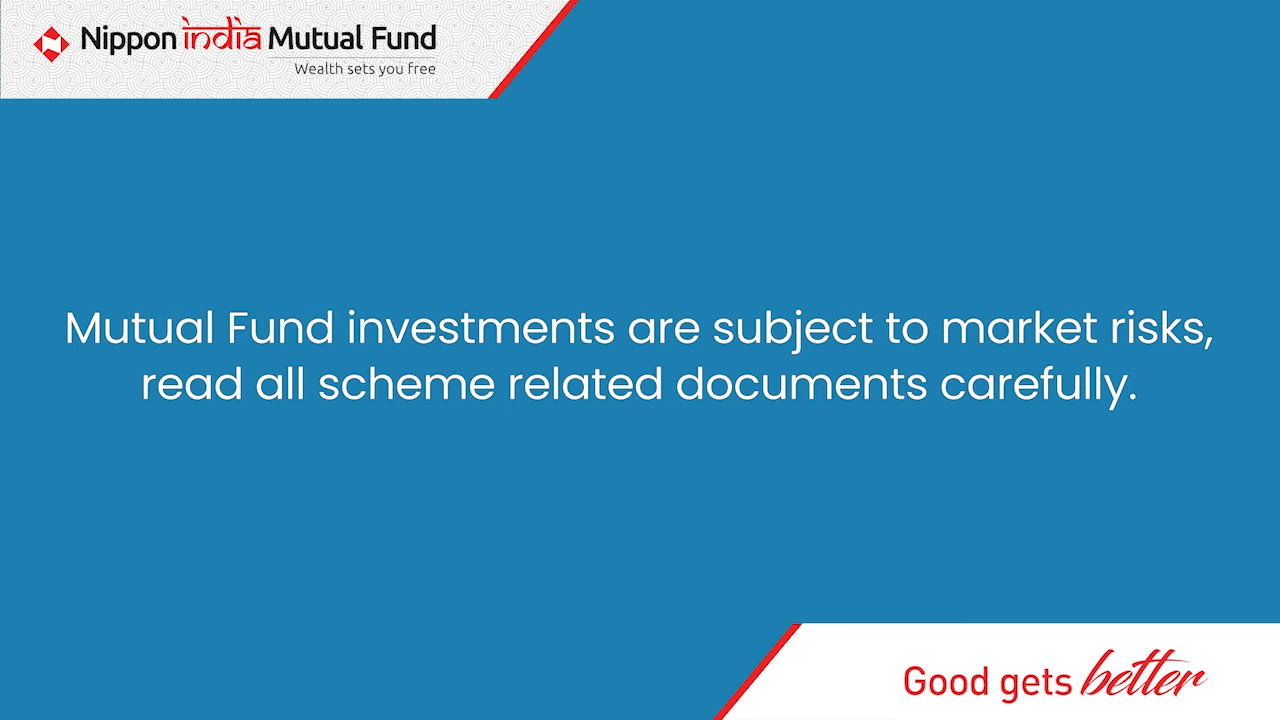 Nippon india Mutual Fund
Wealth sets you free
Mutual Fund investments are subject to market risks,
read all scheme related documents carefully.
Good gets better